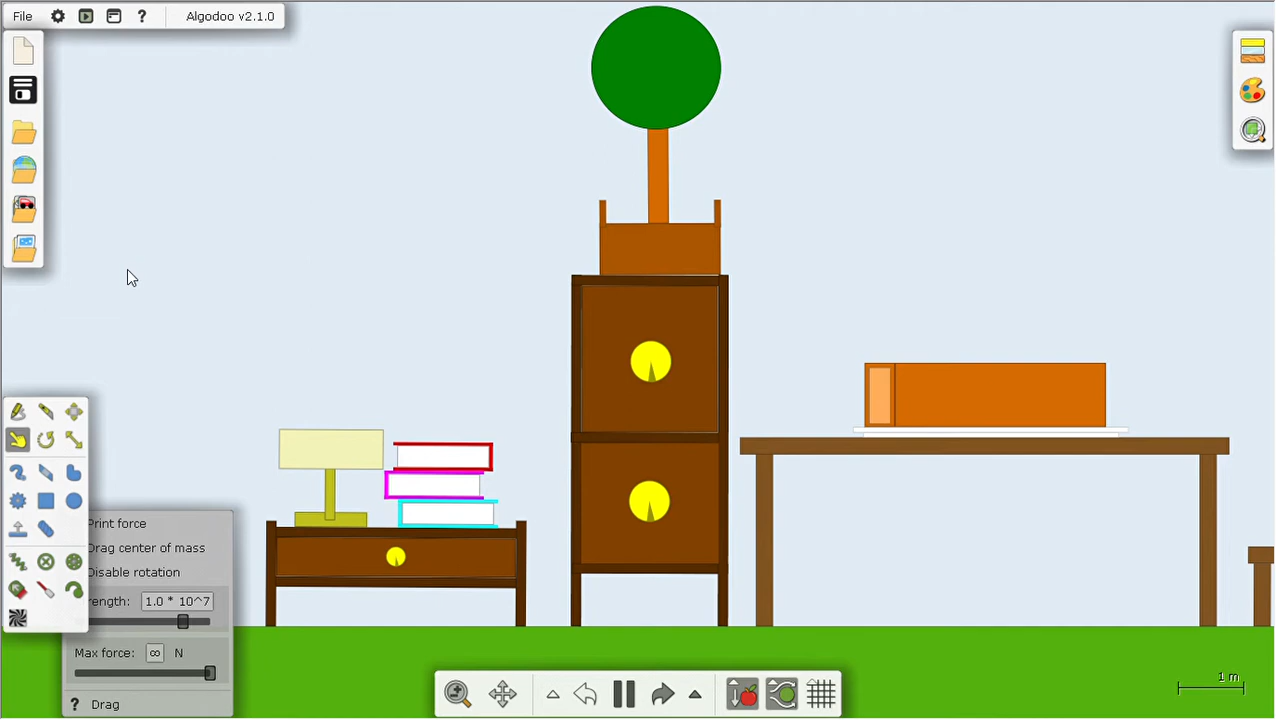 File ? Algodoo v2.1.0
Print force
Drag center of mass
Disable rotation
rength: 1.0 * 10^7
Max force: ∞ N
? Drag
1 m